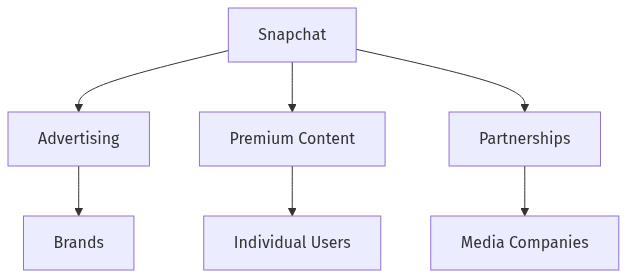 Snapchat
Advertising
Premium Content
Partnerships
Brands
Individual Users
Media Companies